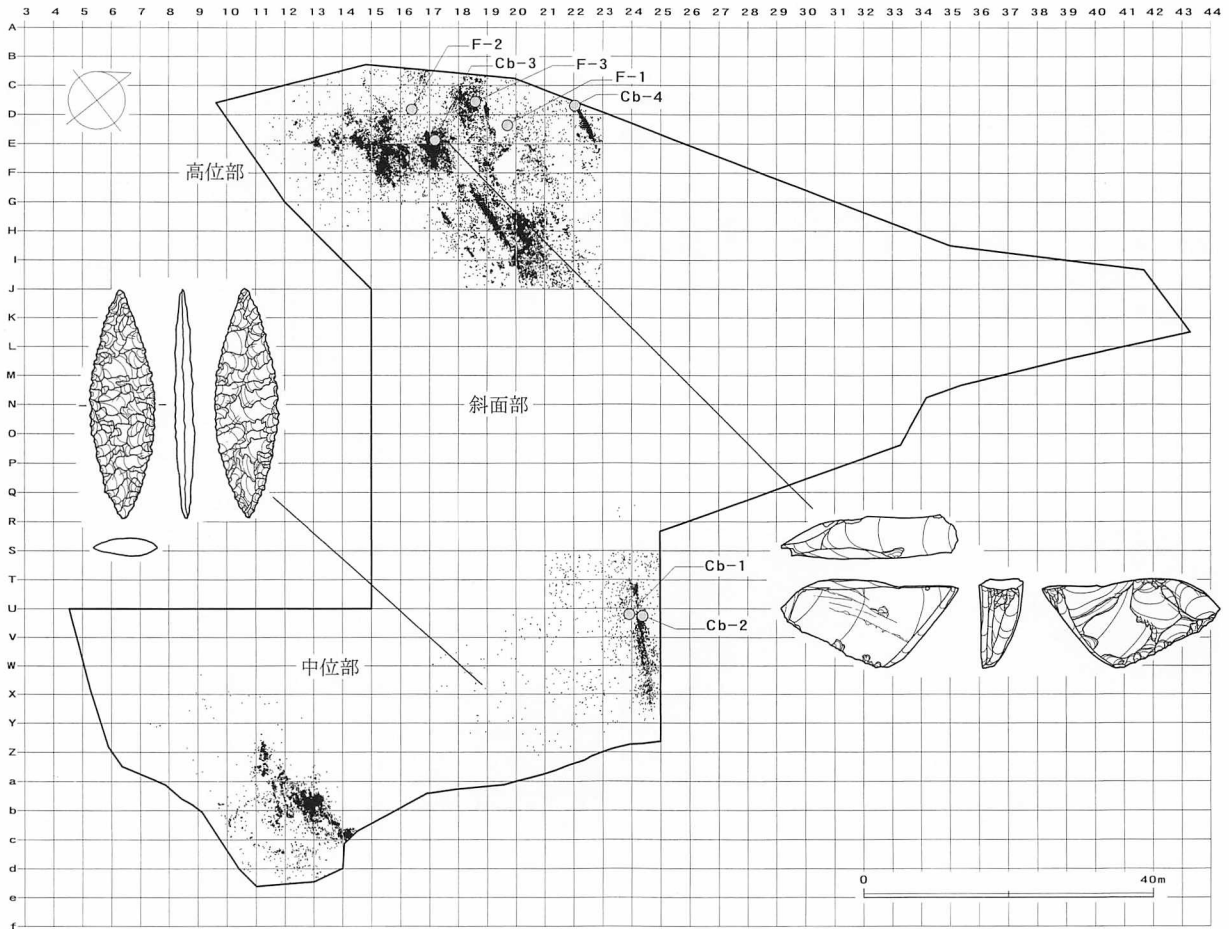 3 4 5 6 7 8 9 10 11 12 13 14 15 16 17 18 19 20 21 22 23 24 25 26 27 28 29 30 31 32 33 34 35 36 37 38 39 40 41 42 43 44
A
B
C
D
E
F
G
H
I
J
K
L
M
N
O
P
Q
R
S
T
U
V
W
X
Y
Z
a
b
c
d
e
f
F-2
Cb-3
F-3
F-1
Cb-4
高位部
斜面部
Cb-1
Cb-2
中位部
0 40m